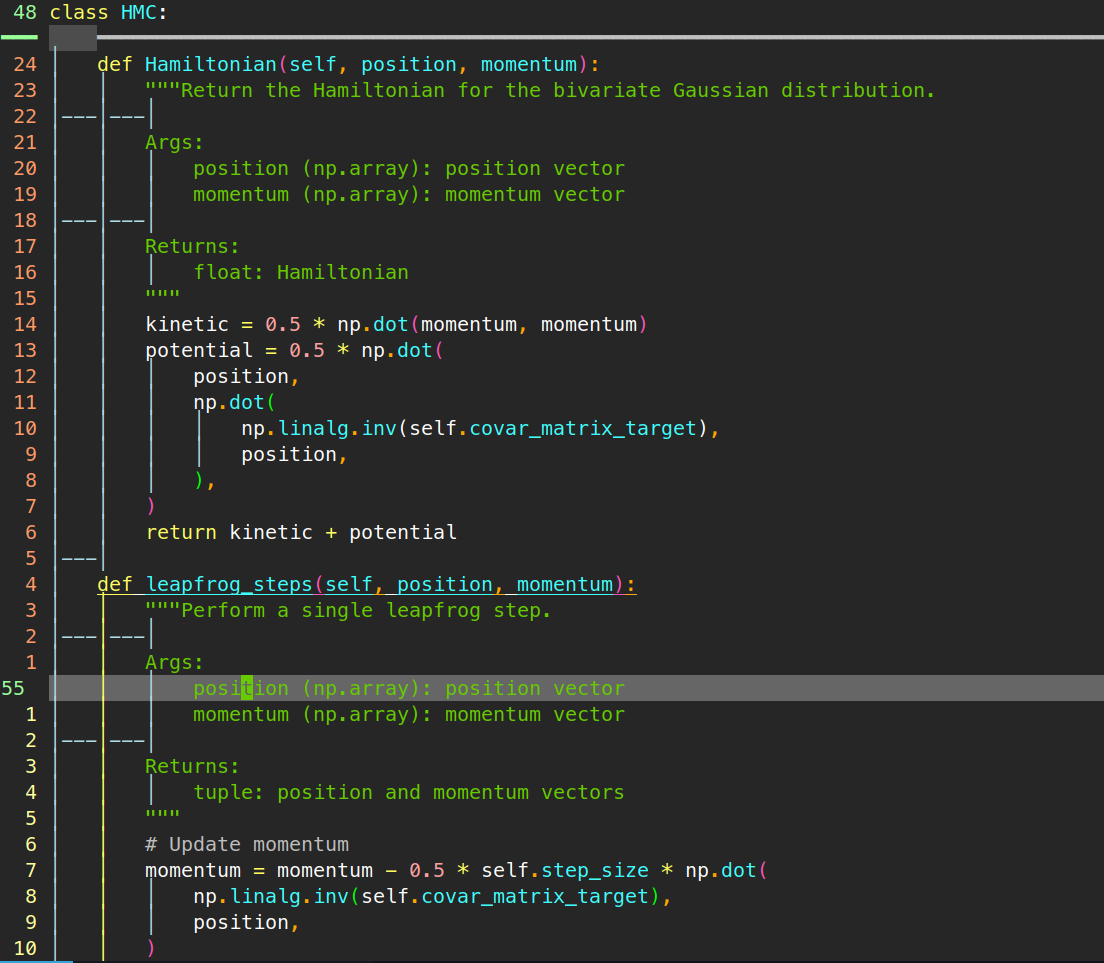 48 class HMC:
24 def Hamiltonian(self, position, momentum):
23 """Return the Hamiltonian for the bivariate Gaussian distribution.
22
21 Args:
20 position (np.array): position vector
19 momentum (np.array): momentum vector
18
17 Returns:
16 float: Hamiltonian
15 """
14 kinetic = 0.5 * np.dot(momentum, momentum)
13 potential = 0.5 * np.dot(
12 position,
11 np.dot(
10 np.linalg.inv(self.covar_matrix_target),
9 position,
8 ),
7 )
6 return kinetic + potential
5
4 def leapfrog_steps(self, position, momentum):
3 """Perform a single leapfrog step.
2
1 Args:
55 position (np.array): position vector
1 momentum (np.array): momentum vector
2
3 Returns:
4 tuple: position and momentum vectors
5 """
6 # Update momentum
7 momentum = momentum - 0.5 * self.step_size * np.dot(
8 np.linalg.inv(self.covar_matrix_target),
9 position,
10 )